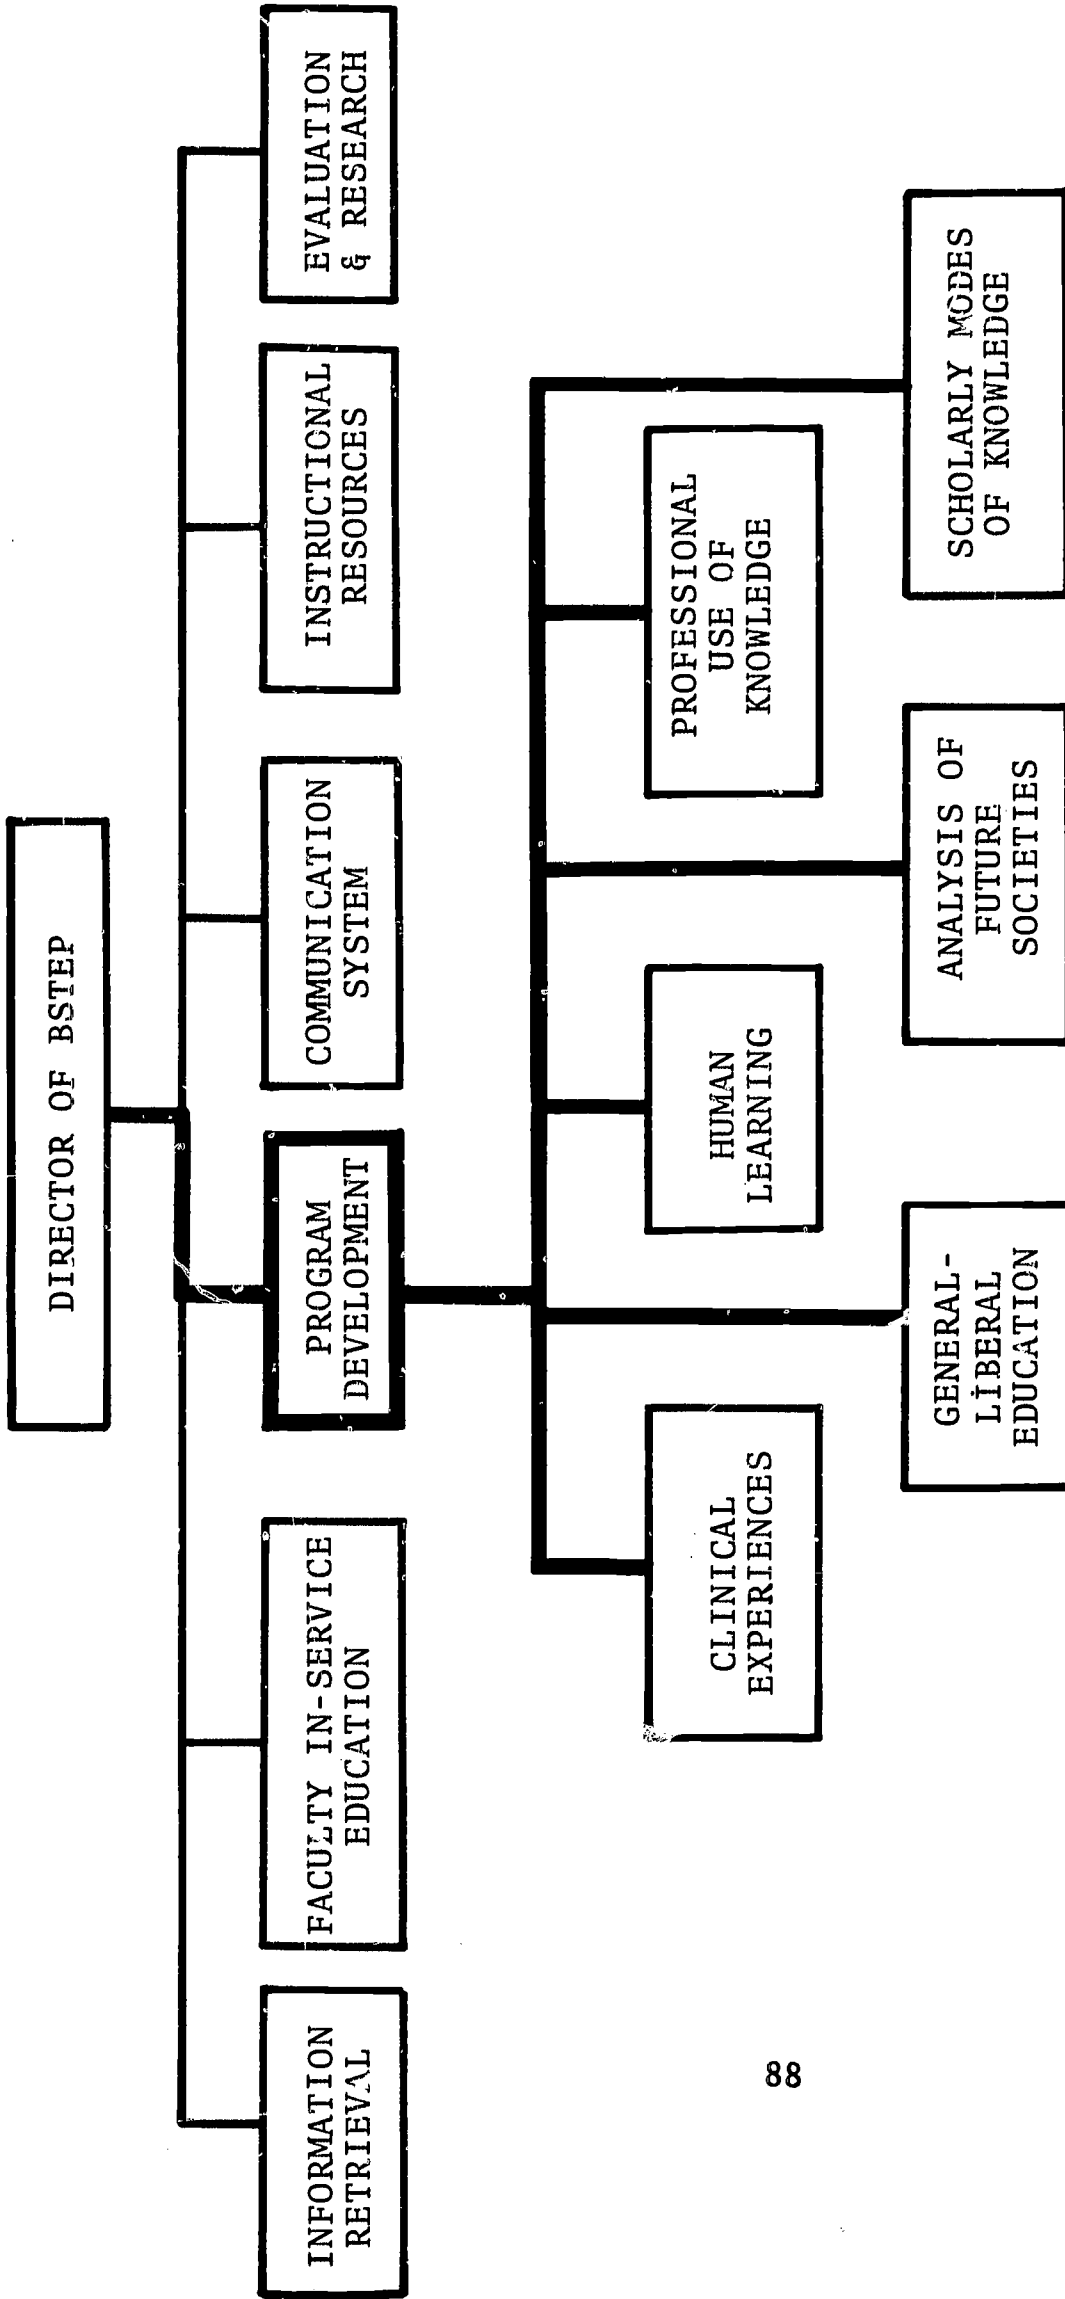 DIRECTOR OF BSTEP
INFORMATION
RETRIEVAL
FACULTY IN-SERVICE
EDUCATION
PROGRAM
DEVELOPMENT
COMMUNICATION
SYSTEM
INSTRUCTIONAL
RESOURCES
EVALUATION
& RESEARCH
CLINICAL
EXPERIENCES
HUMAN
LEARNING
PROFESSIONAL
USE OF
KNOWLEDGE
GENERAL-
LIBERAL
EDUCATION
ANALYSIS OF
FUTURE
SOCIETIES
SCHOLARLY MODES
OF KNOWLEDGE
88